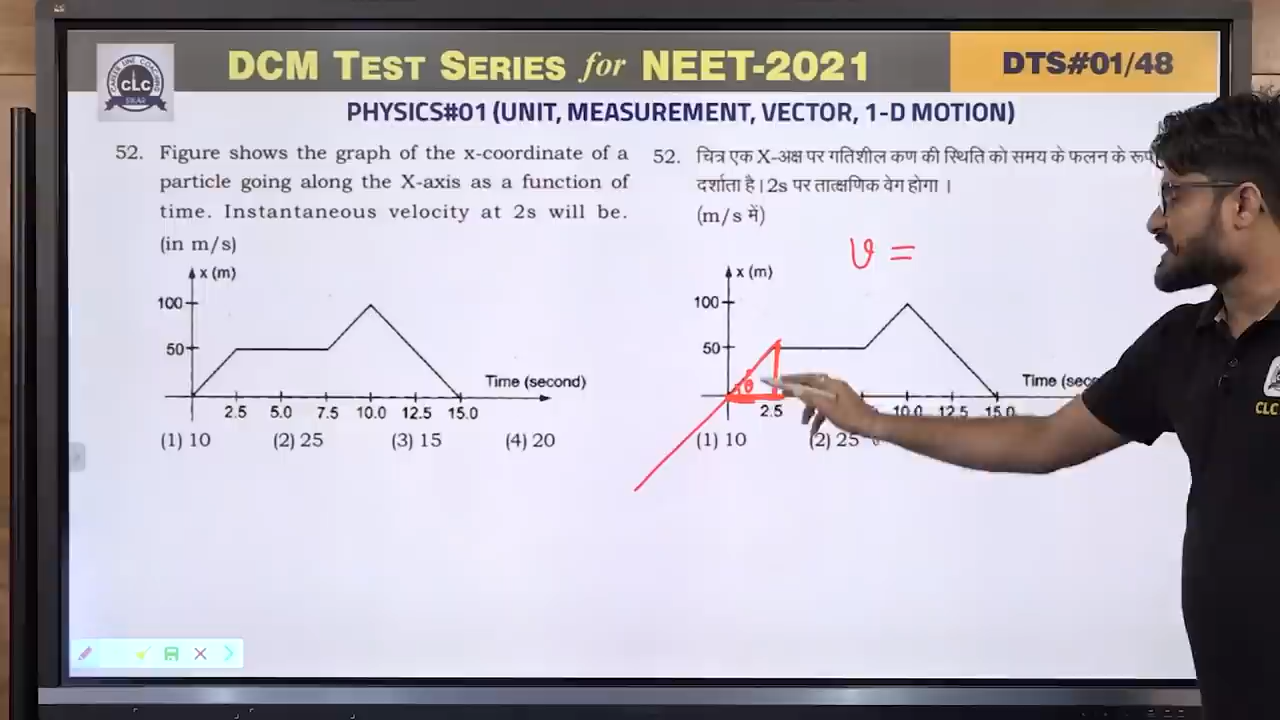 DCM TEST SERIES for NEET-2021
DTS#01/48
CLC
PHYSICS#01 (UNIT, MEASUREMENT, VECTOR, 1-D MOTION)
52. Figure shows the graph of the x-coordinate of a
particle going along the X-axis as a function of
time. Instantaneous velocity at 2s will be.
(in m/s)
x (m)
100
50
Time (second)
2.5 5.0 7.5 10.0 12.5 15.0
(1) 10 (2) 25 (3) 15 (4) 20
52. चित्र एक X-अक्ष पर गतिशील कण की स्थिति को समय के फलन के
दर्शाता है। 2s पर तात्क्षणिक वेग होगा ।
(m/s में)
v =
x (m)
100
50
θ
Time
2.5 10.0 12.5 15.0
(1) 10 (2) 25
CLC